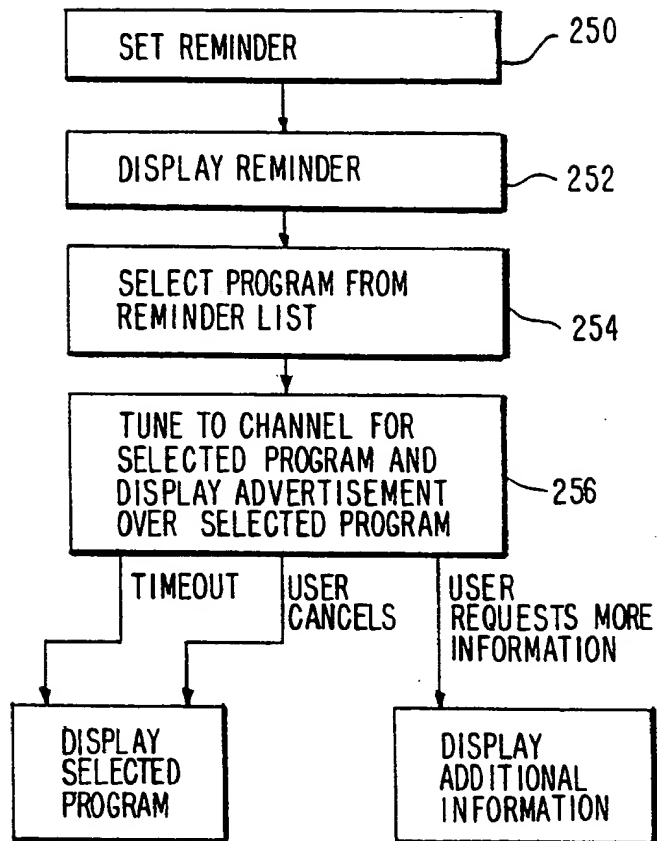 SET REMINDER
250
DISPLAY REMINDER
252
SELECT PROGRAM FROM
REMINDER LIST
254
TUNE TO CHANNEL FOR
SELECTED PROGRAM AND
DISPLAY ADVERTISEMENT
OVER SELECTED PROGRAM
256
TIMEOUT
USER
CANCELS
USER
REQUESTS MORE
INFORMATION
DISPLAY
SELECTED
PROGRAM
DISPLAY
ADDITIONAL
INFORMATION